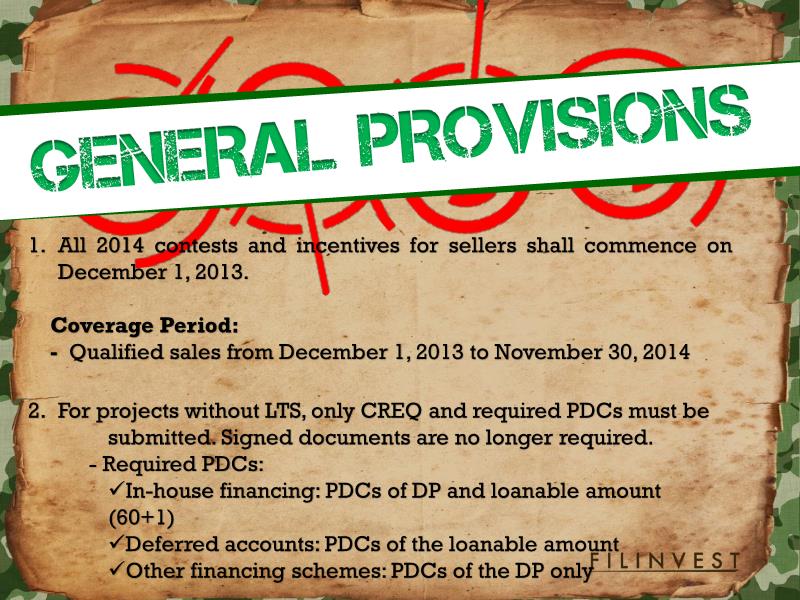 GENERAL PROVISIONS
1. All 2014 contests and incentives for sellers shall commence on
December 1, 2013.
Coverage Period:
- Qualified sales from December 1, 2013 to November 30, 2014
2. For projects without LTS, only CREQ and required PDCs must be
submitted. Signed documents are no longer required.
- Required PDCs:
✓In-house financing: PDCs of DP and loanable amount
(60+1)
✓Deferred accounts: PDCs of the loanable amount
✓Other financing schemes: PDCs of the DP only
FILINVEST